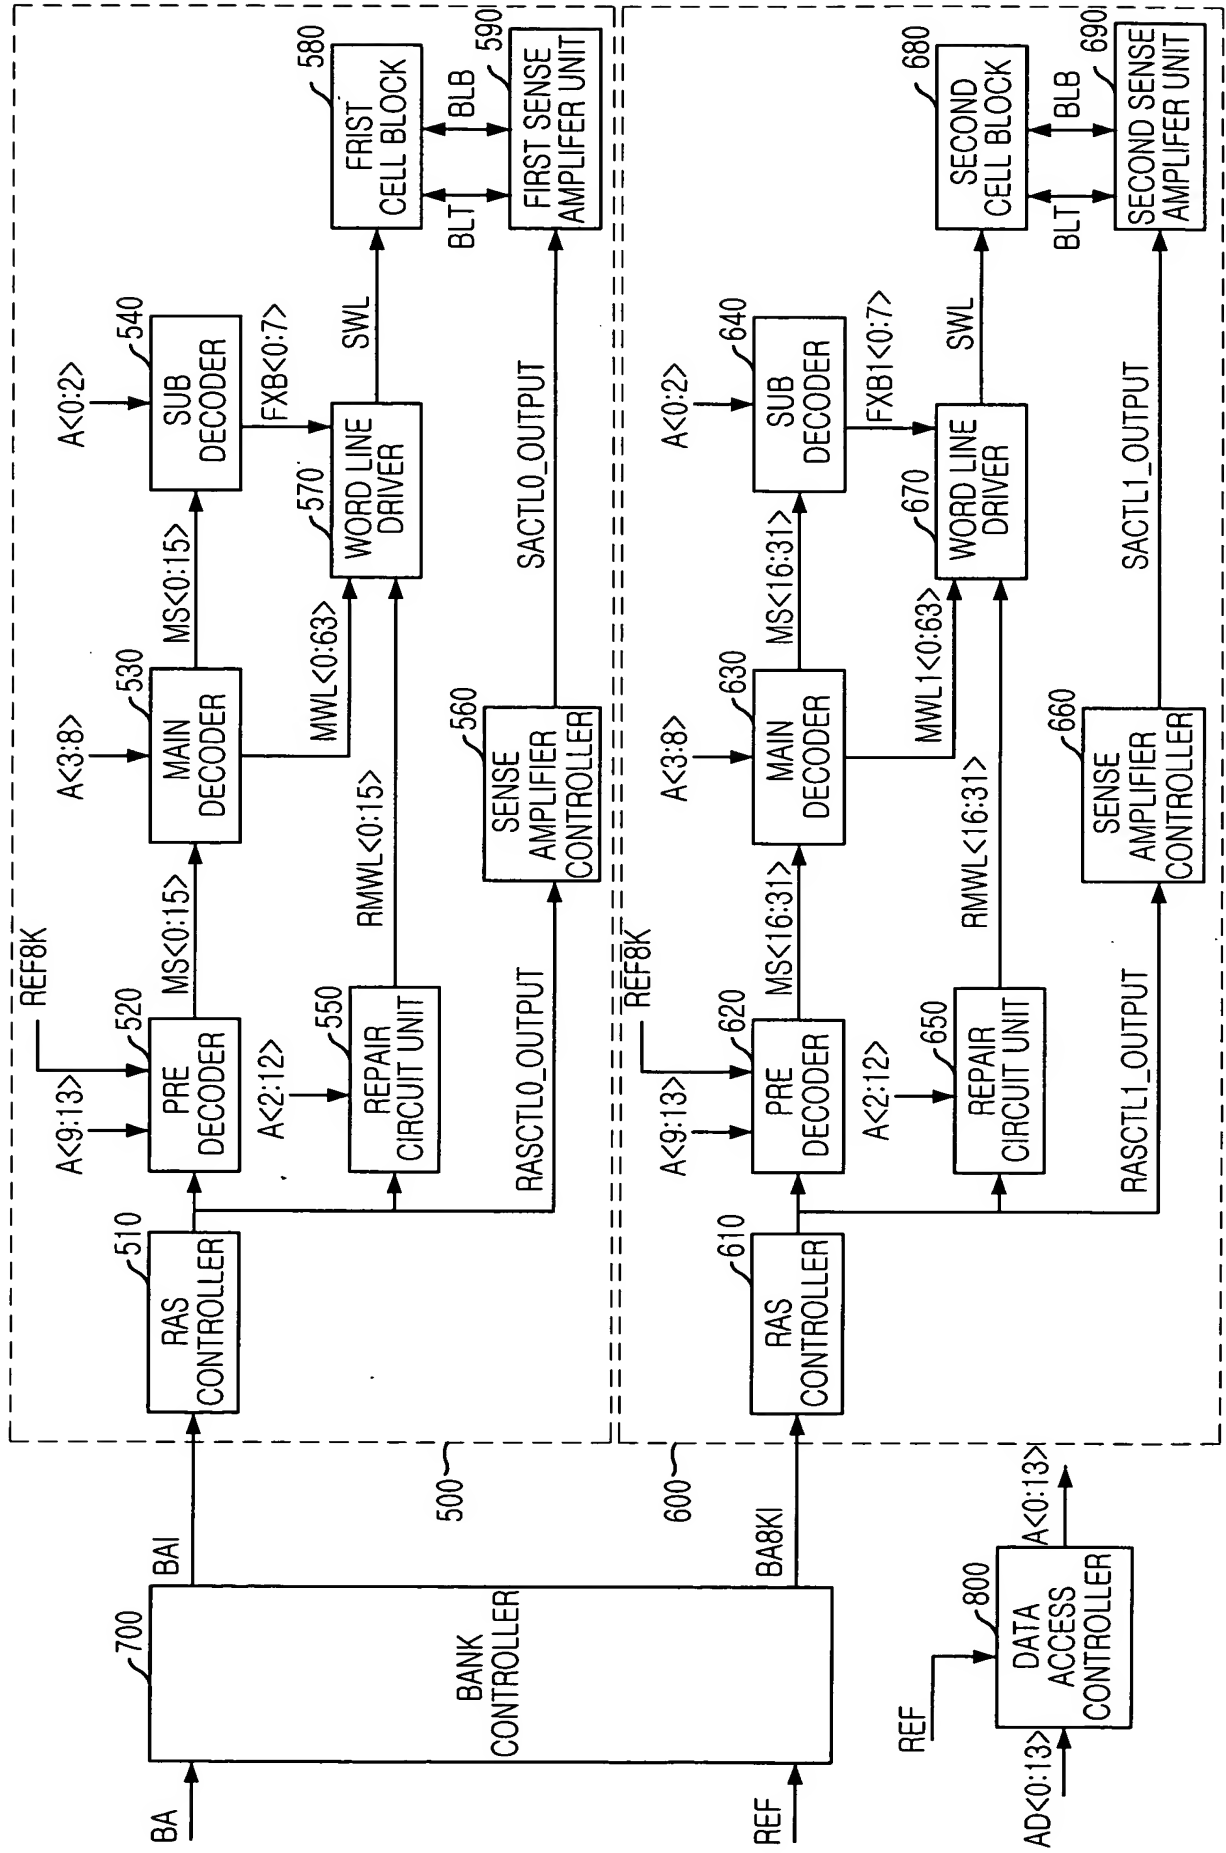 BA
REF
700
BANK
CONTROLLER
BAI
BA8KI
REF
AD<0:13>
800
DATA
ACCESS
CONTROLLER
A<0:13>
500
510
RAS
CONTROLLER
A<9:13>
REF8K
520
PRE
DECODER
MS<0:15>
A<3:8>
530
MAIN
DECODER
MS<0:15>
A<0:2>
540
SUB
DECODER
FXB<0:7>
A<2:12>
550
REPAIR
CIRCUIT UNIT
RMWL<0:15>
MWL<0:63>
570
WORD LINE
DRIVER
SWL
580
FRIST
CELL BLOCK
BLT
BLB
RASCTL0_OUTPUT
560
SENSE
AMPLIFIER
CONTROLLER
SACTL0_OUTPUT
590
FIRST SENSE
AMPLIFER UNIT
600
610
RAS
CONTROLLER
A<9:13>
REF8K
620
PRE
DECODER
MS<16:31>
A<3:8>
630
MAIN
DECODER
MS<16:31>
A<0:2>
640
SUB
DECODER
FXB1<0:7>
A<2:12>
650
REPAIR
CIRCUIT UNIT
RMWL<16:31>
MWL1<0:63>
670
WORD LINE
DRIVER
SWL
680
SECOND
CELL BLOCK
BLT
BLB
RASCTL1_OUTPUT
660
SENSE
AMPLIFIER
CONTROLLER
SACTL1_OUTPUT
690
SECOND SENSE
AMPLIFER UNIT